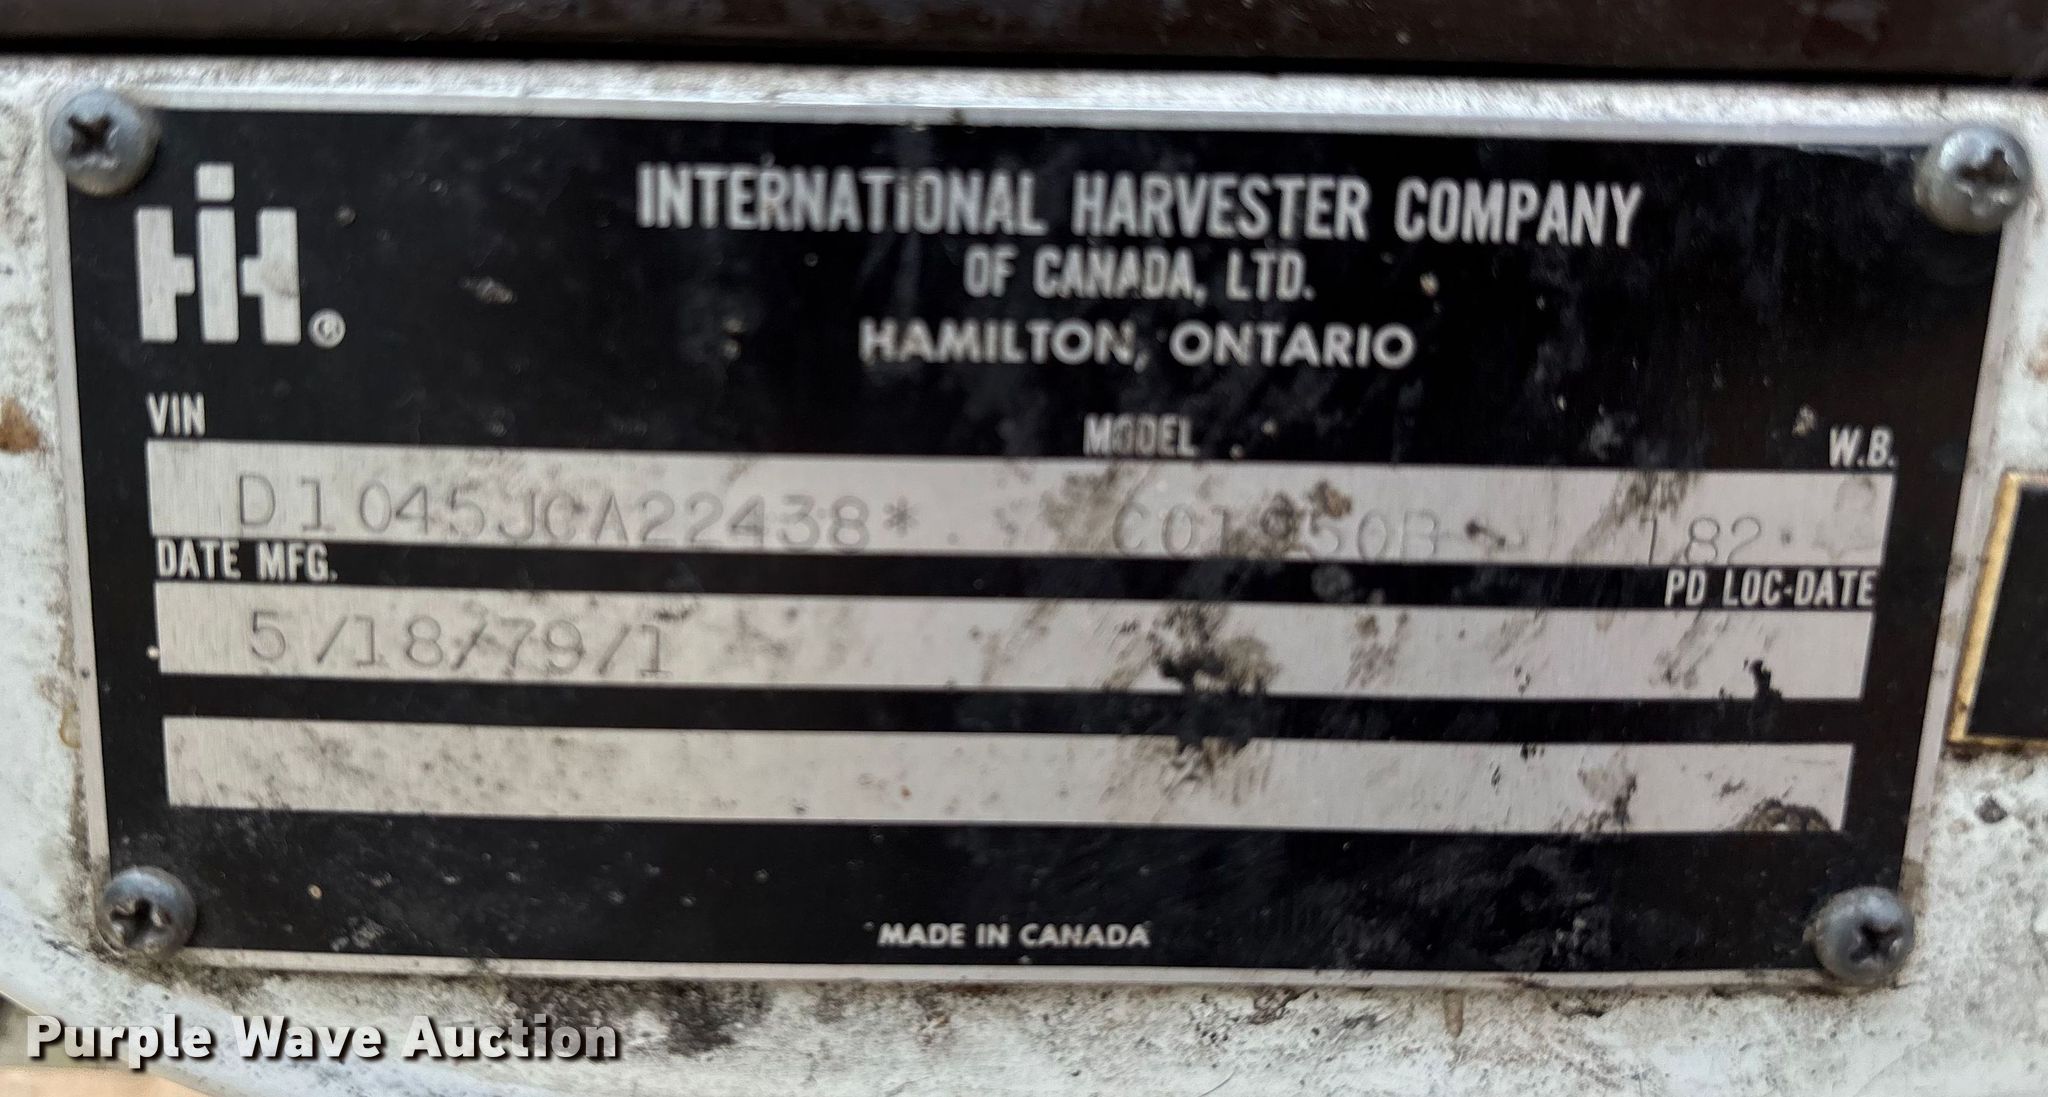 IH ®
INTERNATIONAL HARVESTER COMPANY
OF CANADA, LTD.
HAMILTON, ONTARIO
VIN MODEL W.B.
D1045JCA22438* CO1950B 182
DATE MFG. PD LOC-DATE
5/18/79/1
MADE IN CANADA
Purple Wave Auction